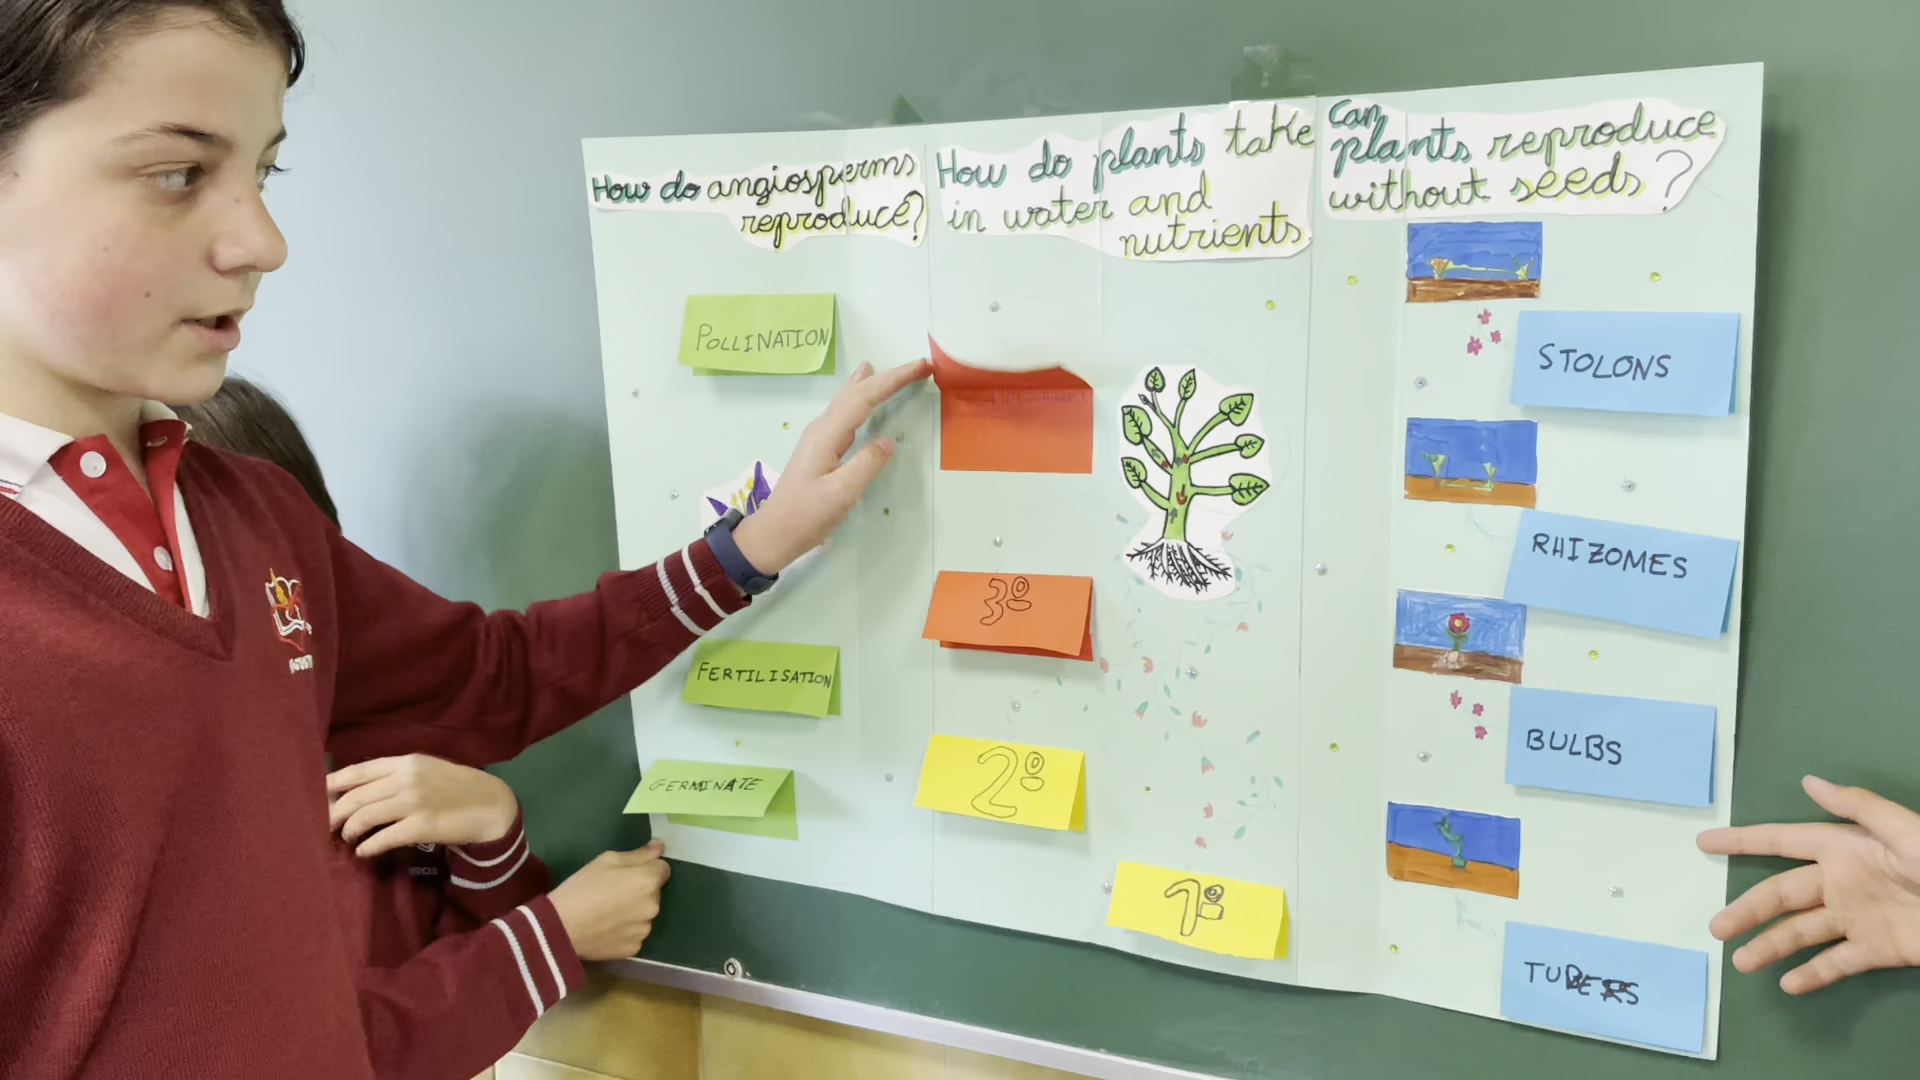 How do angiosperms
reproduce?
POLLINATION
FERTILISATION
GERMINATE
How do plants take
in water and
nutrients
3º
2º
1º
Can
plants reproduce
without seeds?
STOLONS
RHIZOMES
BULBS
TUBERS